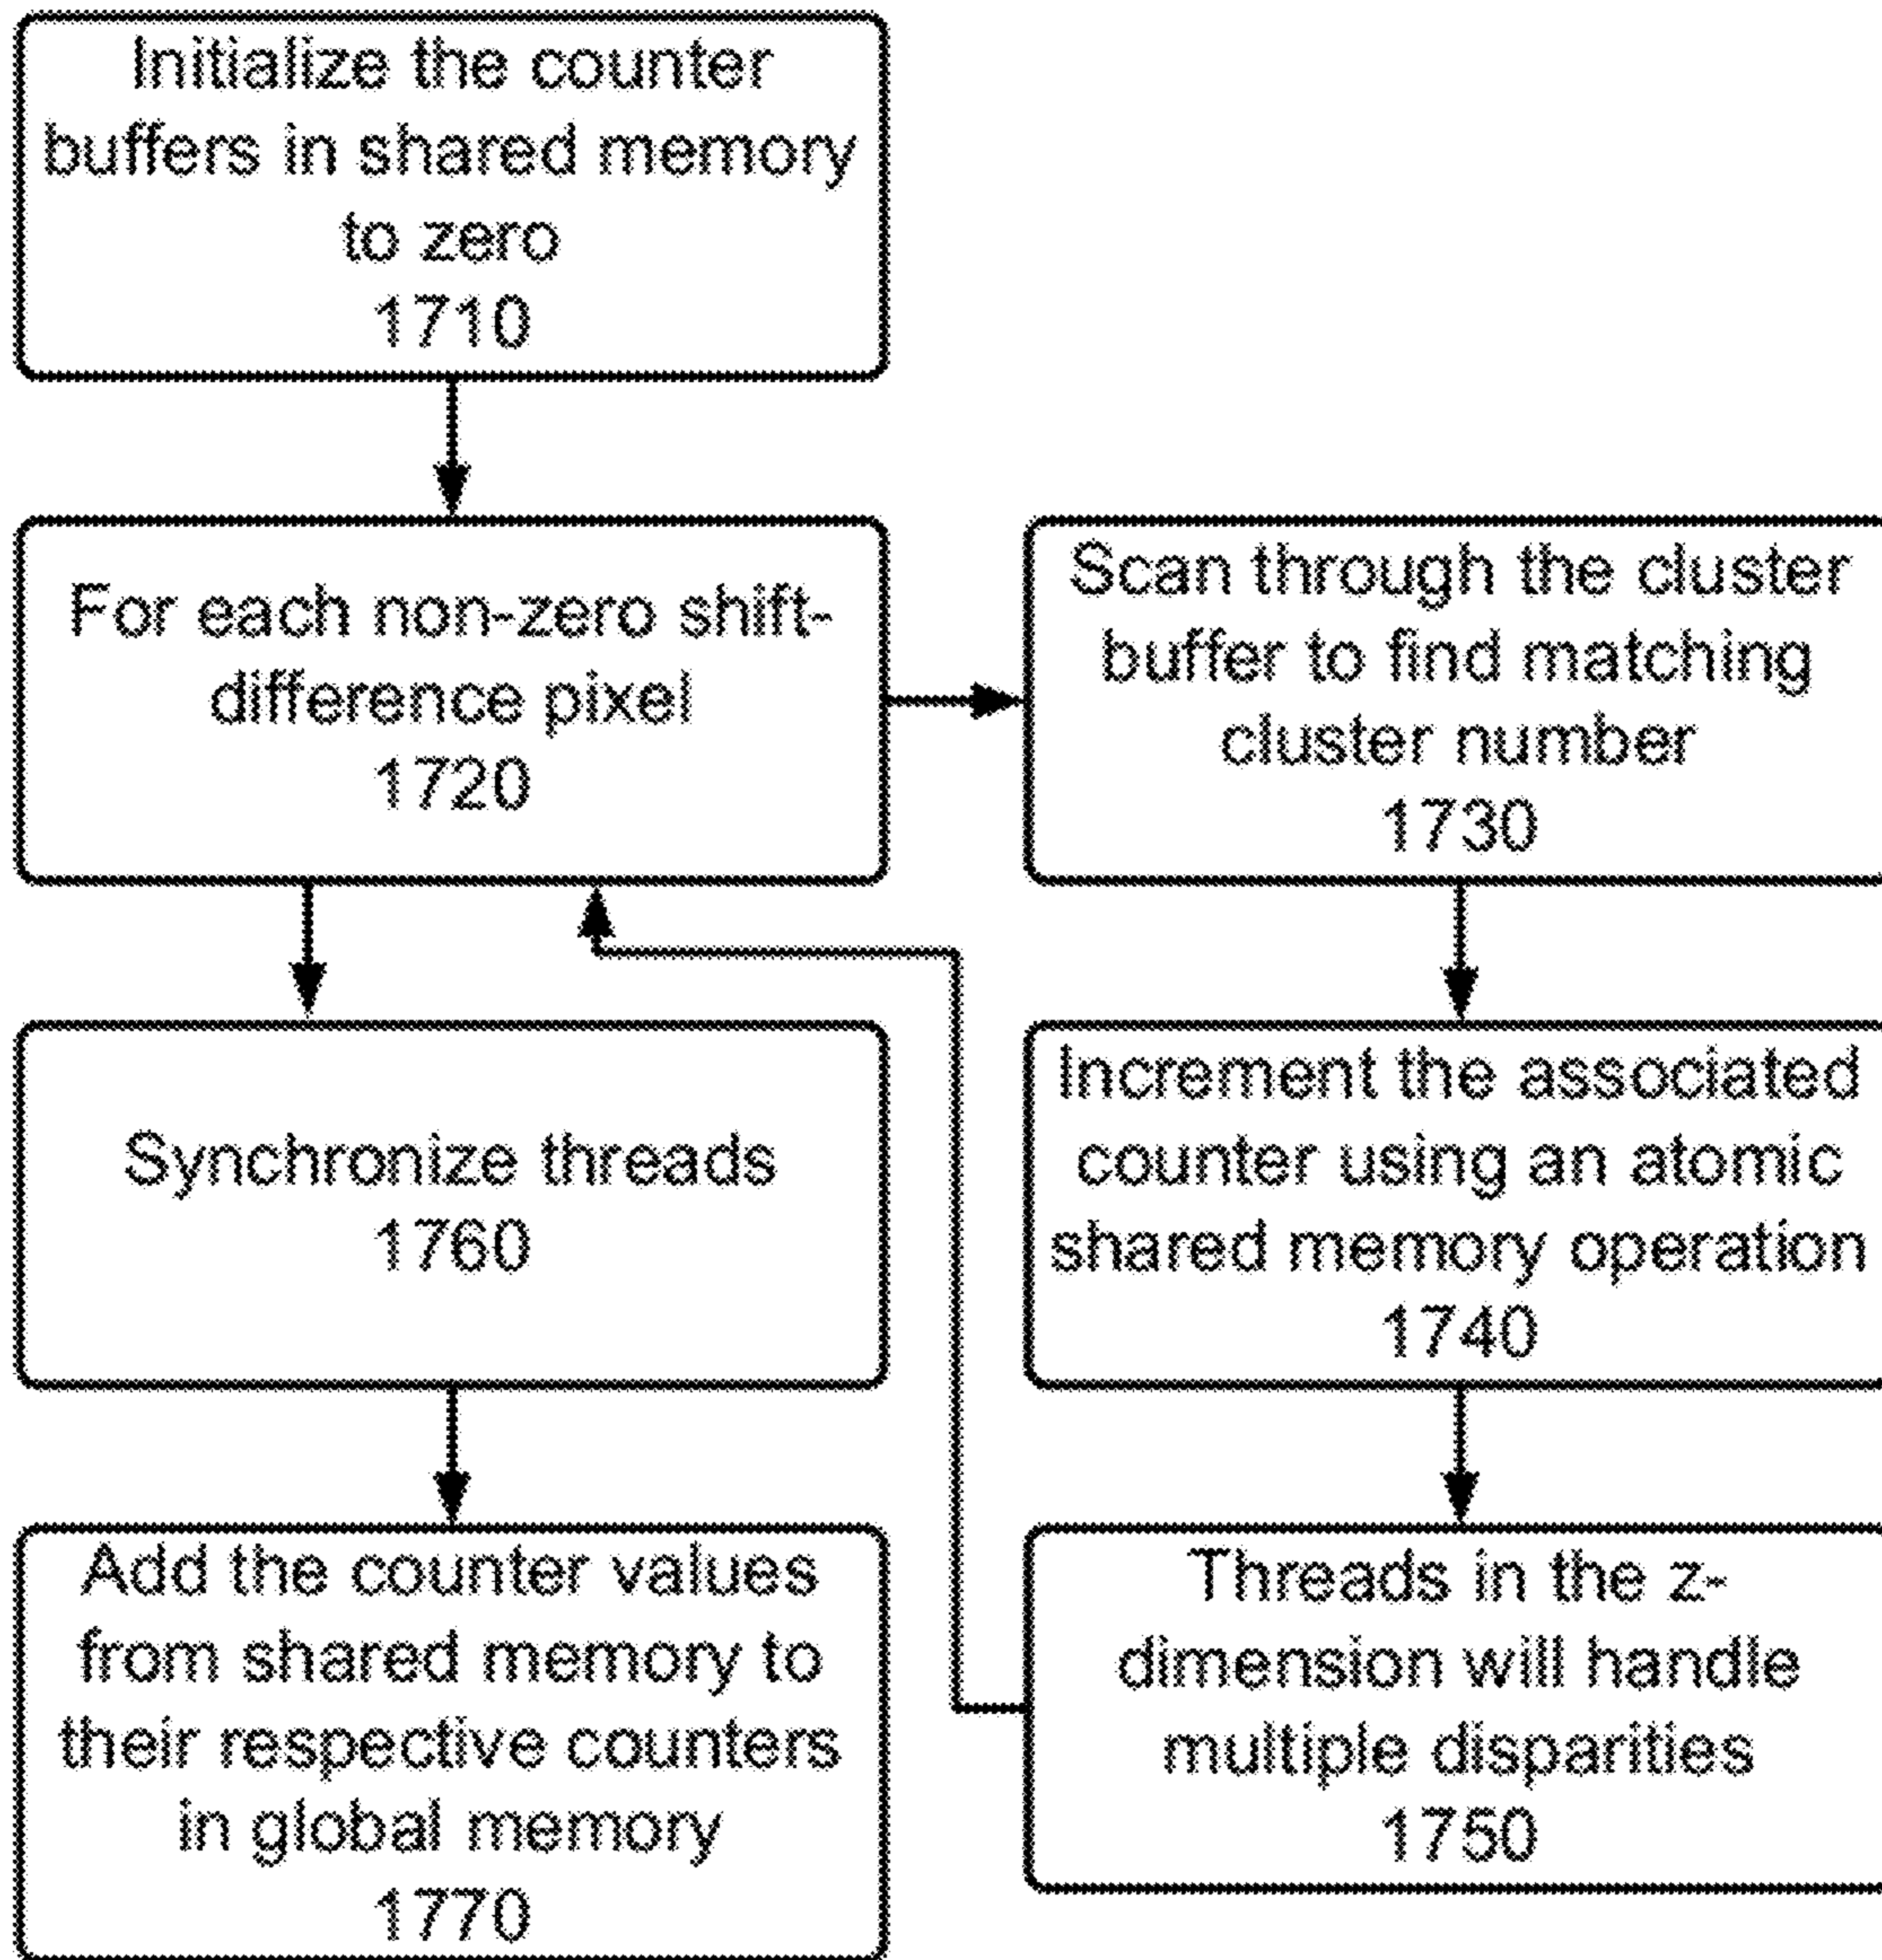 Initialize the counter
buffers in shared memory
to zero
1710
For each non-zero shift-
difference pixel
1720
Scan through the cluster
buffer to find matching
cluster number
1730
Increment the associated
counter using an atomic
shared memory operation
1740
Threads in the z-
dimension will handle
multiple disparities
1750
Synchronize threads
1760
Add the counter values
from shared memory to
their respective counters
in global memory
1770